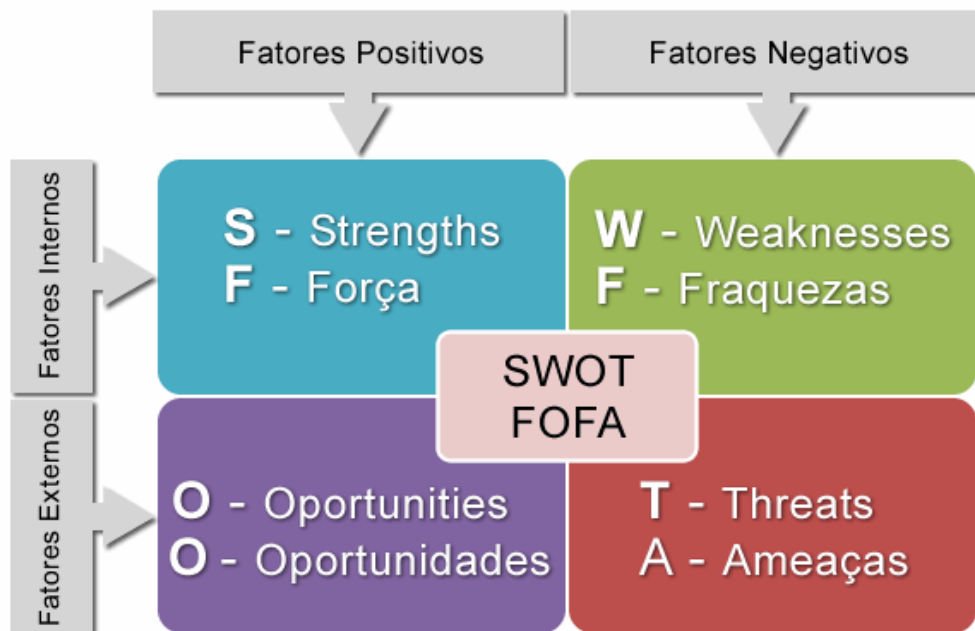 Fatores Positivos
Fatores Negativos
Fatores Internos
S - Strengths
F - Força
W - Weaknesses
F - Fraquezas
SWOT
FOFA
Fatores Externos
O - Oportunities
O - Oportunidades
T - Threats
A - Ameaças